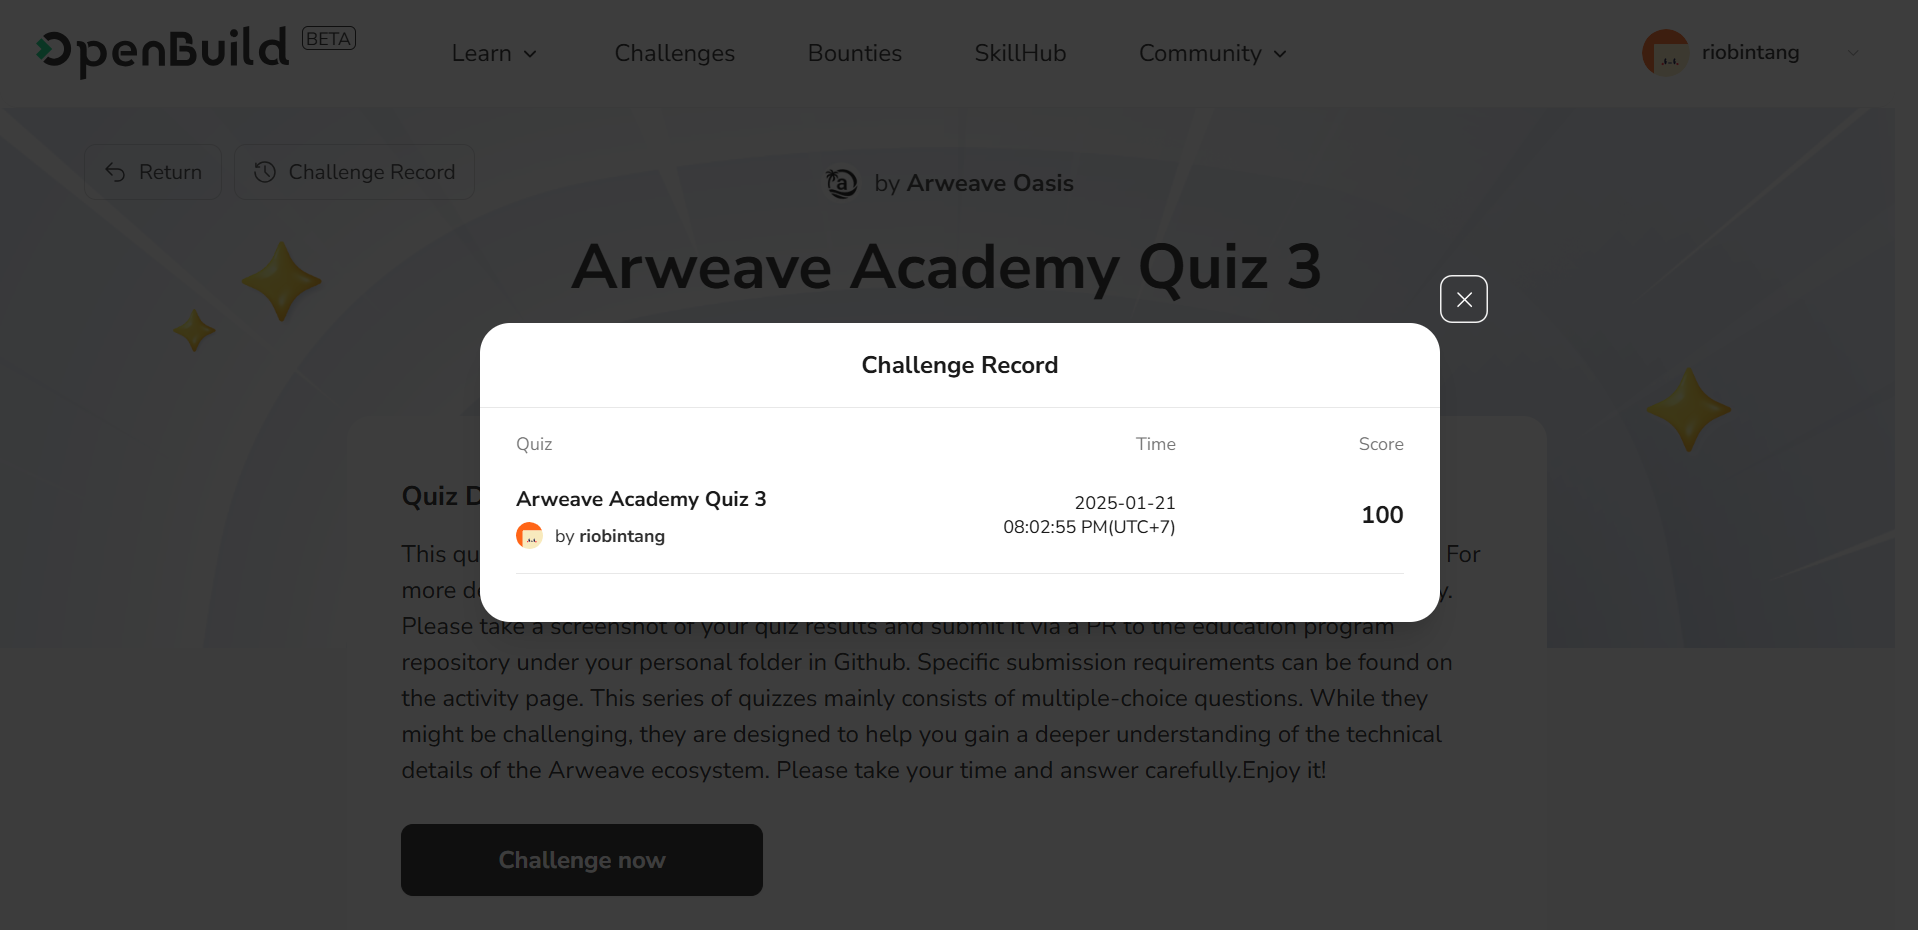 OpenBuild BETA Learn Challenges Bounties SkillHub Community riobintang
Return Challenge Record
by Arweave Oasis
Arweave Academy Quiz 3
Challenge Record
Quiz Time Score
Quiz D
Arweave Academy Quiz 3 2025-01-21 100
08:02:55 PM(UTC+7)
by riobintang
This qu For
more de y.
Please take a screenshot of your quiz results and submit it via a PR to the education program
repository under your personal folder in Github. Specific submission requirements can be found on
the activity page. This series of quizzes mainly consists of multiple-choice questions. While they
might be challenging, they are designed to help you gain a deeper understanding of the technical
details of the Arweave ecosystem. Please take your time and answer carefully.Enjoy it!
Challenge now